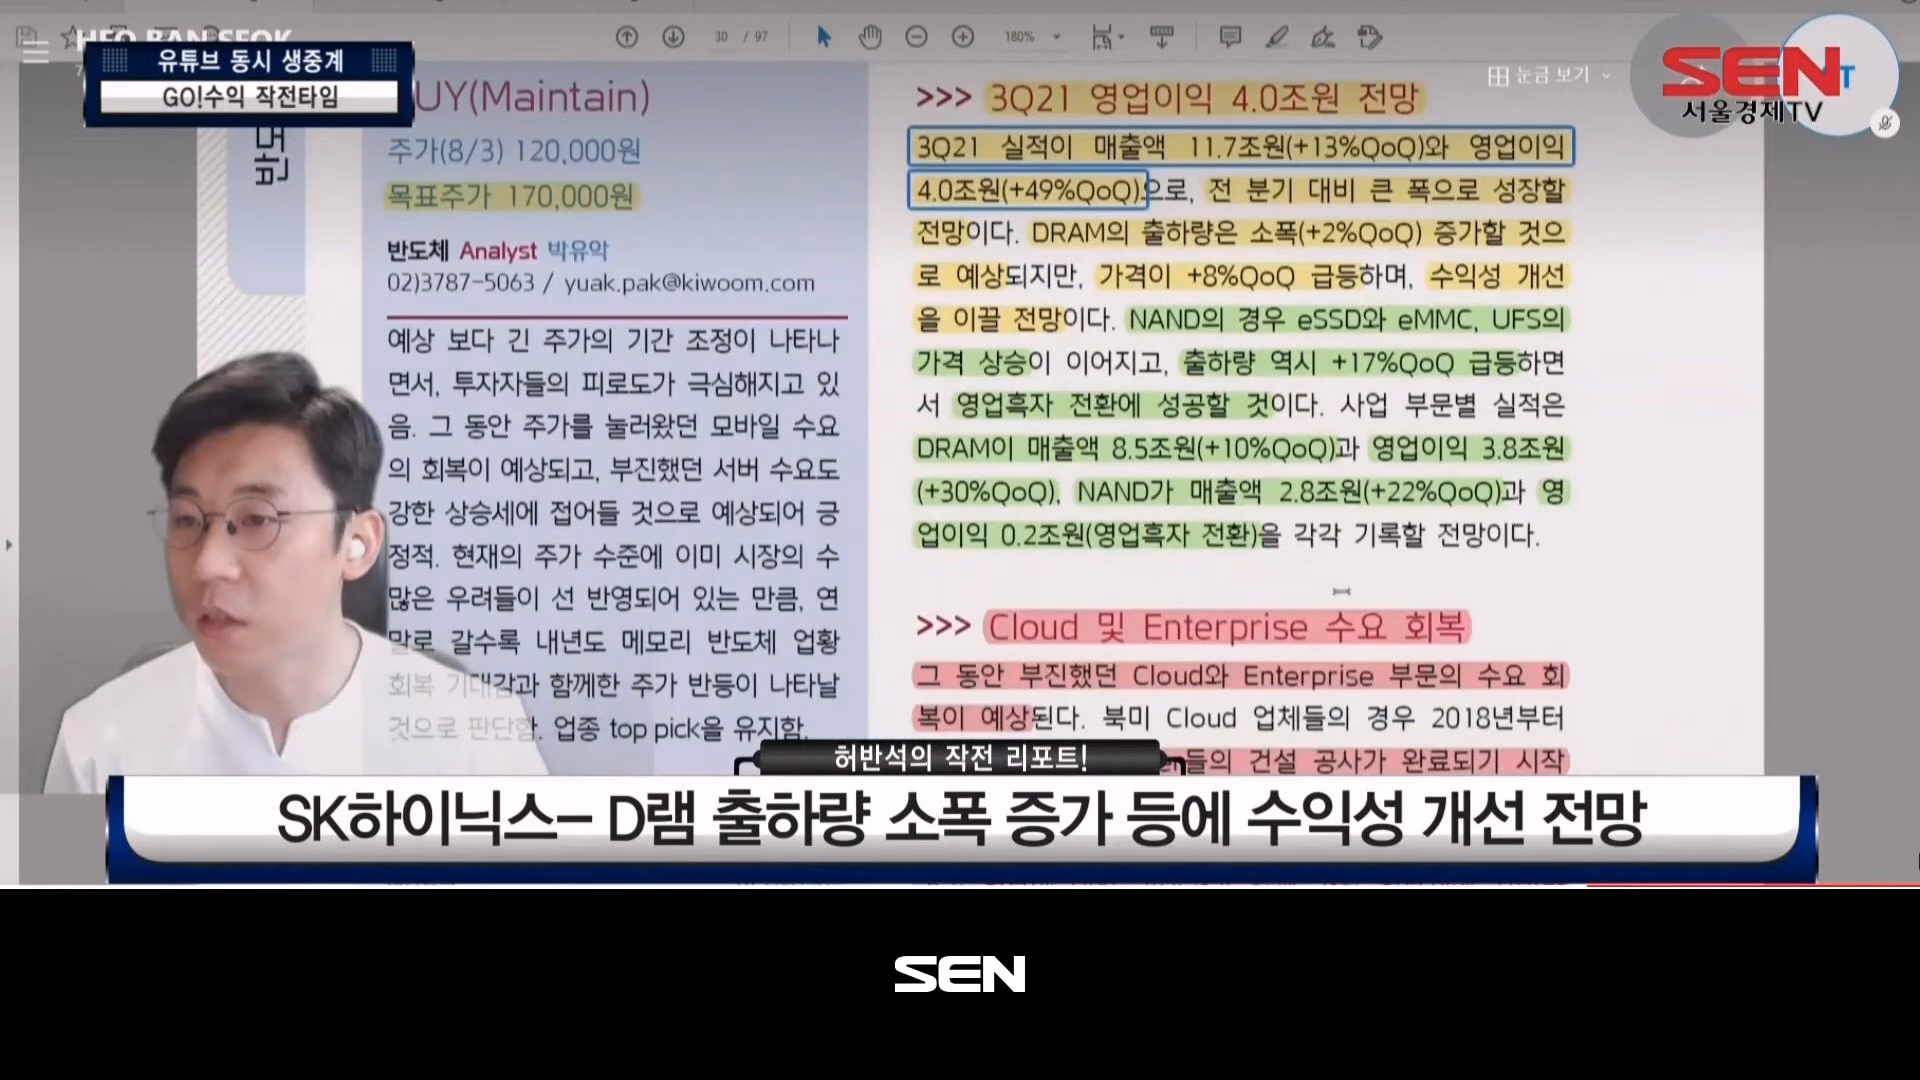 HEO BAN SEOK
유튜브 동시 생중계
GO!수익 작전타임
30 / 97
180%
눈금 보기
SEN
서울경제TV
UY(Maintain)
주가(8/3) 120,000원
목표주가 170,000원
반도체 Analyst 박유악
02)3787-5063 / yuak.pak@kiwoom.com
예상 보다 긴 주가의 기간 조정이 나타나
면서, 투자자들의 피로도가 극심해지고 있
음. 그 동안 주가를 눌러왔던 모바일 수요
의 회복이 예상되고, 부진했던 서버 수요도
강한 상승세에 접어들 것으로 예상되어 긍
정적. 현재의 주가 수준에 이미 시장의 수
많은 우려들이 선 반영되어 있는 만큼, 연
말로 갈수록 내년도 메모리 반도체 업황
회복 기대감과 함께한 주가 반등이 나타날
것으로 판단함. 업종 top pick을 유지함.
>>> 3Q21 영업이익 4.0조원 전망
3Q21 실적이 매출액 11.7조원(+13%QoQ)와 영업이익
4.0조원(+49%QoQ)으로, 전 분기 대비 큰 폭으로 성장할
전망이다. DRAM의 출하량은 소폭(+2%QoQ) 증가할 것으
로 예상되지만, 가격이 +8%QoQ 급등하며, 수익성 개선
을 이끌 전망이다. NAND의 경우 eSSD와 eMMC, UFS의
가격 상승이 이어지고, 출하량 역시 +17%QoQ 급등하면
서 영업흑자 전환에 성공할 것이다. 사업 부문별 실적은
DRAM이 매출액 8.5조원(+10%QoQ)과 영업이익 3.8조원
(+30%QoQ), NAND가 매출액 2.8조원(+22%QoQ)과 영
업이익 0.2조원(영업흑자 전환)을 각각 기록할 전망이다.
>>> Cloud 및 Enterprise 수요 회복
그 동안 부진했던 Cloud와 Enterprise 부문의 수요 회
복이 예상된다. 북미 Cloud 업체들의 경우 2018년부터
들의 건설 공사가 완료되기 시작
허반석의 작전 리포트!
SK하이닉스- D램 출하량 소폭 증가 등에 수익성 개선 전망
SEN